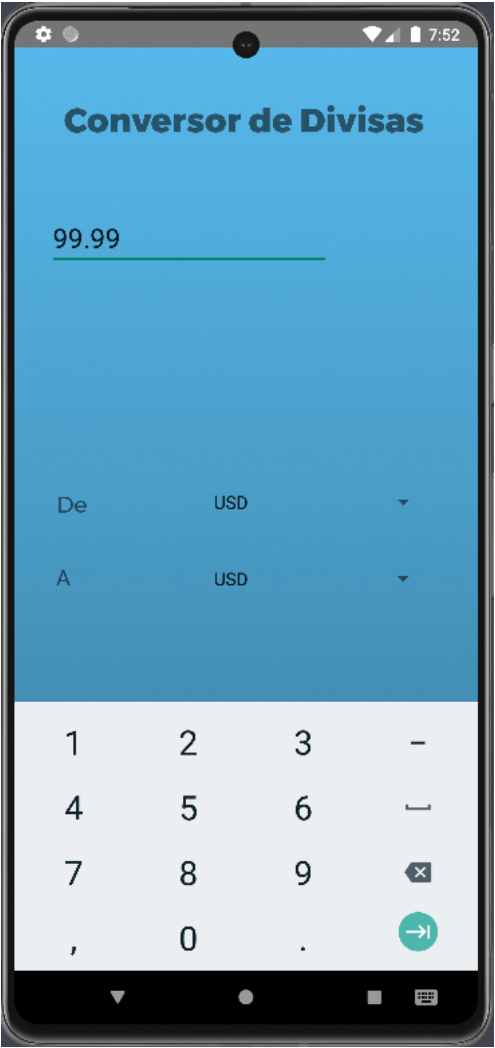 7:52
Conversor de Divisas
99.99
De USD
A USD
1 2 3 –
4 5 6
7 8 9
, 0 .